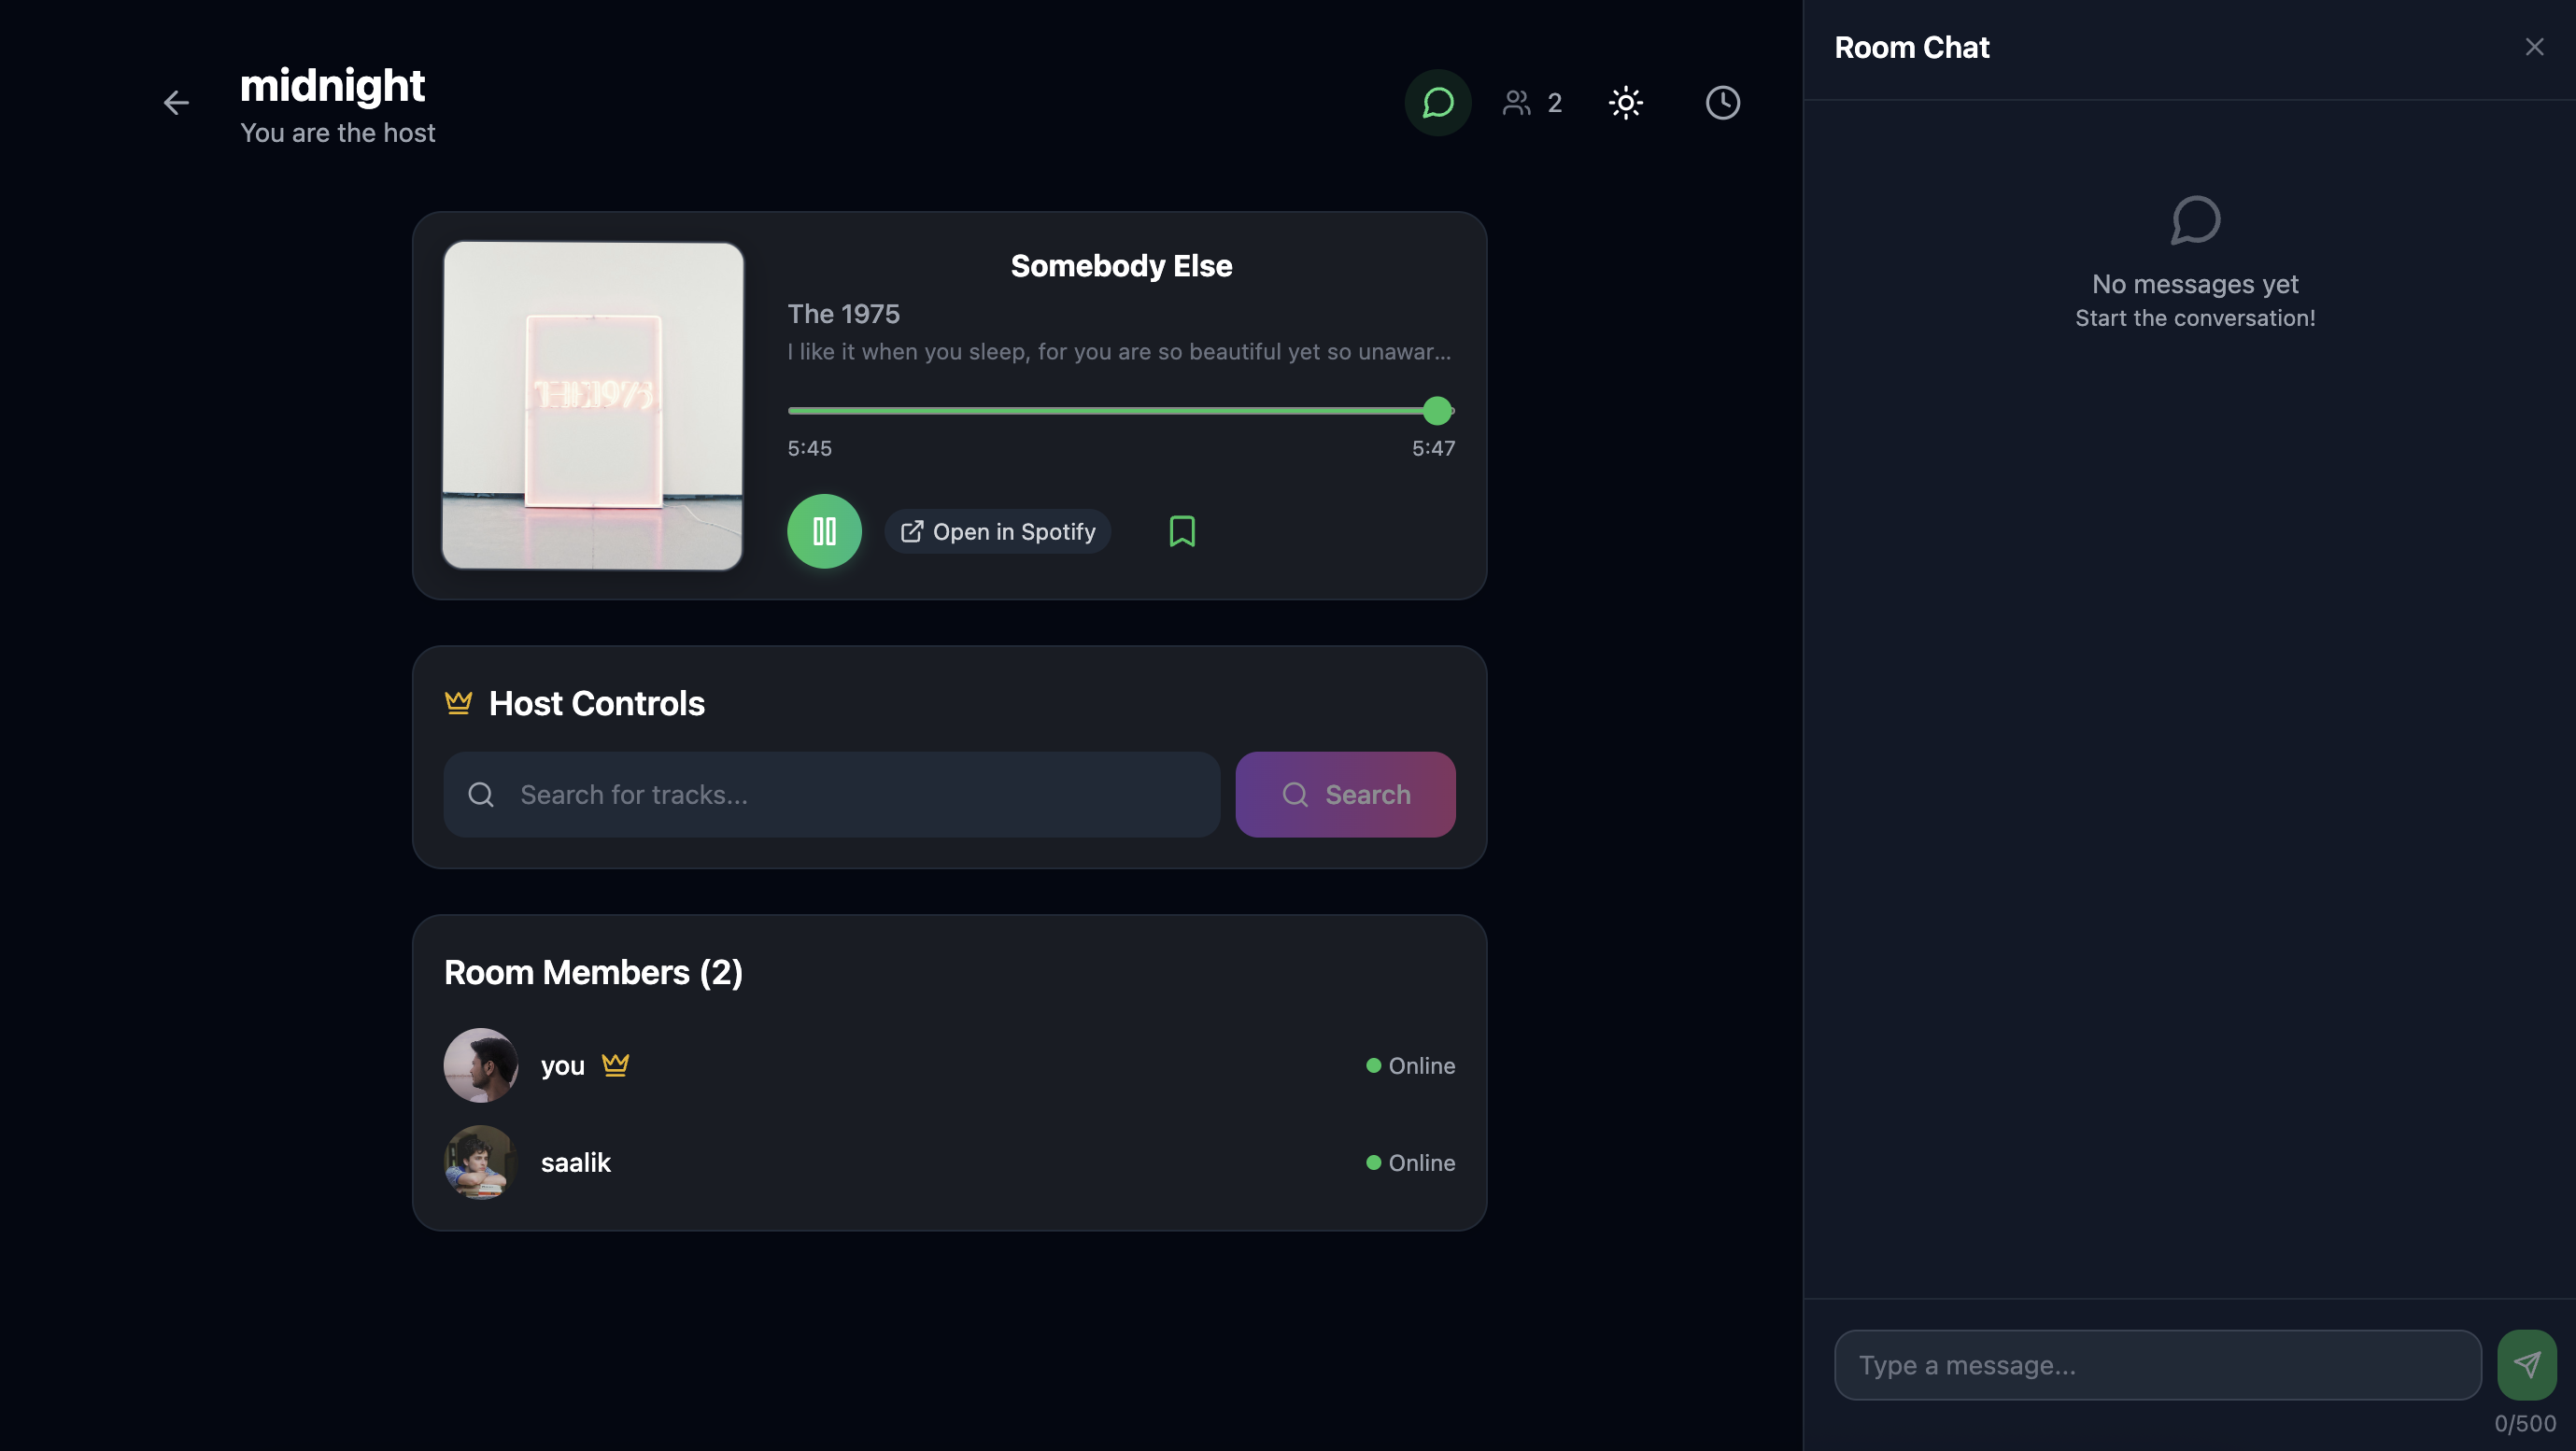 midnight
You are the host
2
Somebody Else
The 1975
I like it when you sleep, for you are so beautiful yet so unawar...
THE1975
5:45
5:47
Open in Spotify
Host Controls
Search for tracks...
Search
Room Members (2)
you
Online
saalik
Online
Room Chat
No messages yet
Start the conversation!
Type a message...
0/500